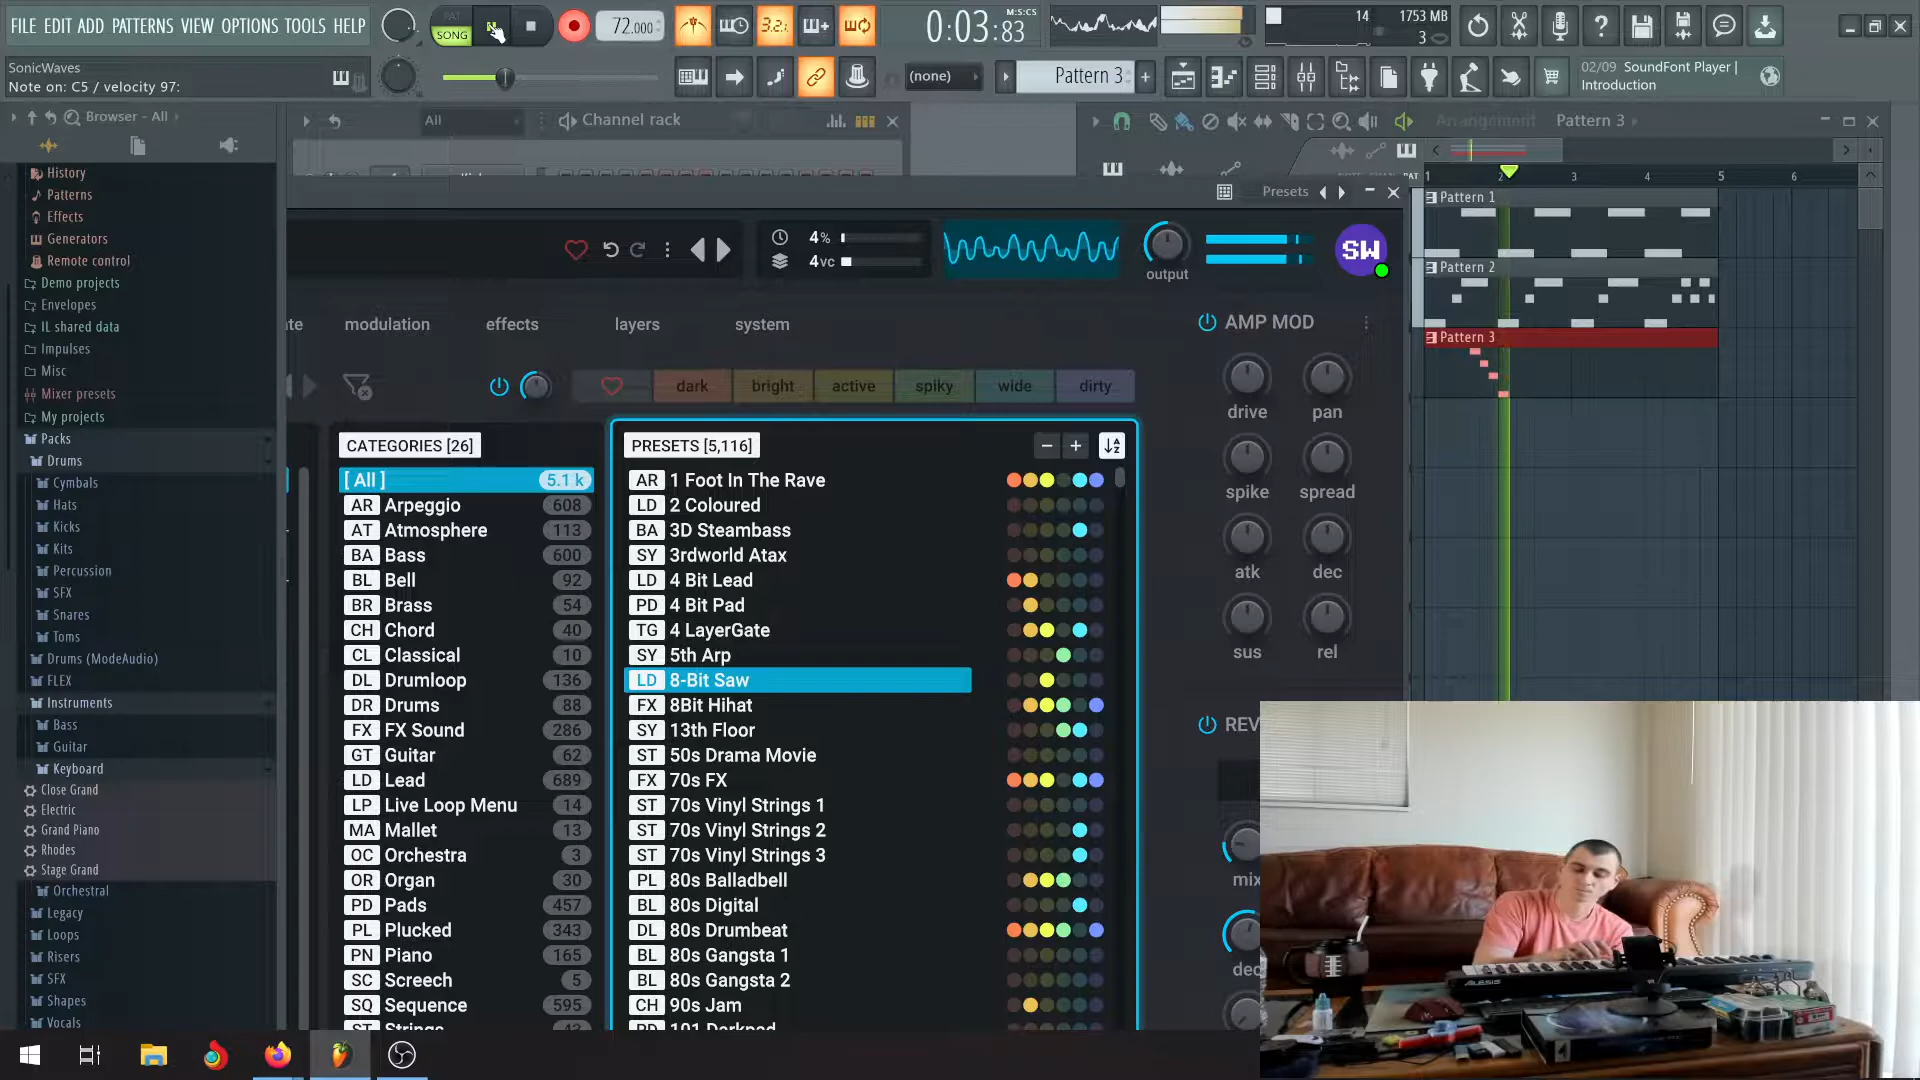 FILE EDIT ADD PATTERNS VIEW OPTIONS TOOLS HELP
PAT
SONG
72.000
3.2
0:03:83
M:S:CS
14
1753 MB
3
SonicWaves
Note on: C5 / velocity 97:
(none)
Pattern 3
02/09 SoundFont Player |
Introduction
Browser - All
History
Patterns
Effects
Generators
Remote control
Demo projects
Envelopes
IL shared data
Impulses
Misc
Mixer presets
My projects
Packs
Drums
Cymbals
Hats
Kicks
Kits
Percussion
SFX
Snares
Toms
Drums (ModeAudio)
FLEX
Instruments
Bass
Guitar
Keyboard
Close Grand
Electric
Grand Piano
Rhodes
Stage Grand
Orchestral
Legacy
Loops
Risers
SFX
Shapes
Vocals
All
Channel rack
Presets
4%
4vc
output
SW
modulation
effects
layers
system
dark
bright
active
spiky
wide
dirty
CATEGORIES [26]
[ All ] 5.1 k
AR Arpeggio 608
AT Atmosphere 113
BA Bass 600
BL Bell 92
BR Brass 54
CH Chord 40
CL Classical 10
DL Drumloop 136
DR Drums 88
FX FX Sound 286
GT Guitar 62
LD Lead 689
LP Live Loop Menu 14
MA Mallet 13
OC Orchestra 3
OR Organ 30
PD Pads 457
PL Plucked 343
PN Piano 165
SC Screech 5
SQ Sequence 595
ST Strings 43
PRESETS [5,116]
AR 1 Foot In The Rave
LD 2 Coloured
BA 3D Steambass
SY 3rdworld Atax
LD 4 Bit Lead
PD 4 Bit Pad
TG 4 LayerGate
SY 5th Arp
LD 8-Bit Saw
FX 8Bit Hihat
SY 13th Floor
ST 50s Drama Movie
FX 70s FX
ST 70s Vinyl Strings 1
ST 70s Vinyl Strings 2
ST 70s Vinyl Strings 3
PL 80s Balladbell
BL 80s Digital
DL 80s Drumbeat
BL 80s Gangsta 1
BL 80s Gangsta 2
CH 90s Jam
PD 101 Darkpad
AMP MOD
drive pan
spike spread
atk dec
sus rel
REV
mix
dec
Arrangement Pattern 3
1 2 3 4 5 6
Pattern 1
Pattern 2
Pattern 3
ALESIS